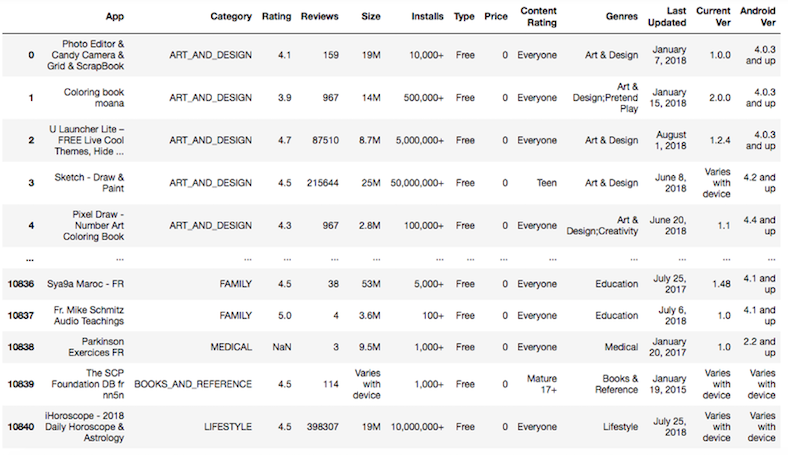 App Category Rating Reviews Size Installs Type Price Content Rating Genres Last Updated Current Ver Android Ver
0 Photo Editor & Candy Camera & Grid & ScrapBook ART_AND_DESIGN 4.1 159 19M 10,000+ Free 0 Everyone Art & Design January 7, 2018 1.0.0 4.0.3 and up
1 Coloring book moana ART_AND_DESIGN 3.9 967 14M 500,000+ Free 0 Everyone Art & Design;Pretend Play January 15, 2018 2.0.0 4.0.3 and up
2 U Launcher Lite – FREE Live Cool Themes, Hide ... ART_AND_DESIGN 4.7 87510 8.7M 5,000,000+ Free 0 Everyone Art & Design August 1, 2018 1.2.4 4.0.3 and up
3 Sketch - Draw & Paint ART_AND_DESIGN 4.5 215644 25M 50,000,000+ Free 0 Teen Art & Design June 8, 2018 Varies with device 4.2 and up
4 Pixel Draw - Number Art Coloring Book ART_AND_DESIGN 4.3 967 2.8M 100,000+ Free 0 Everyone Art & Design;Creativity June 20, 2018 1.1 4.4 and up
... ... ... ... ... ... ... ... ... ... ... ... ... ...
10836 Sya9a Maroc - FR FAMILY 4.5 38 53M 5,000+ Free 0 Everyone Education July 25, 2017 1.48 4.1 and up
10837 Fr. Mike Schmitz Audio Teachings FAMILY 5.0 4 3.6M 100+ Free 0 Everyone Education July 6, 2018 1.0 4.1 and up
10838 Parkinson Exercices FR MEDICAL NaN 3 9.5M 1,000+ Free 0 Everyone Medical January 20, 2017 1.0 2.2 and up
10839 The SCP Foundation DB fr nn5n BOOKS_AND_REFERENCE 4.5 114 Varies with device 1,000+ Free 0 Mature 17+ Books & Reference January 19, 2015 Varies with device Varies with device
10840 iHoroscope - 2018 Daily Horoscope & Astrology LIFESTYLE 4.5 398307 19M 10,000,000+ Free 0 Everyone Lifestyle July 25, 2018 Varies with device Varies with device